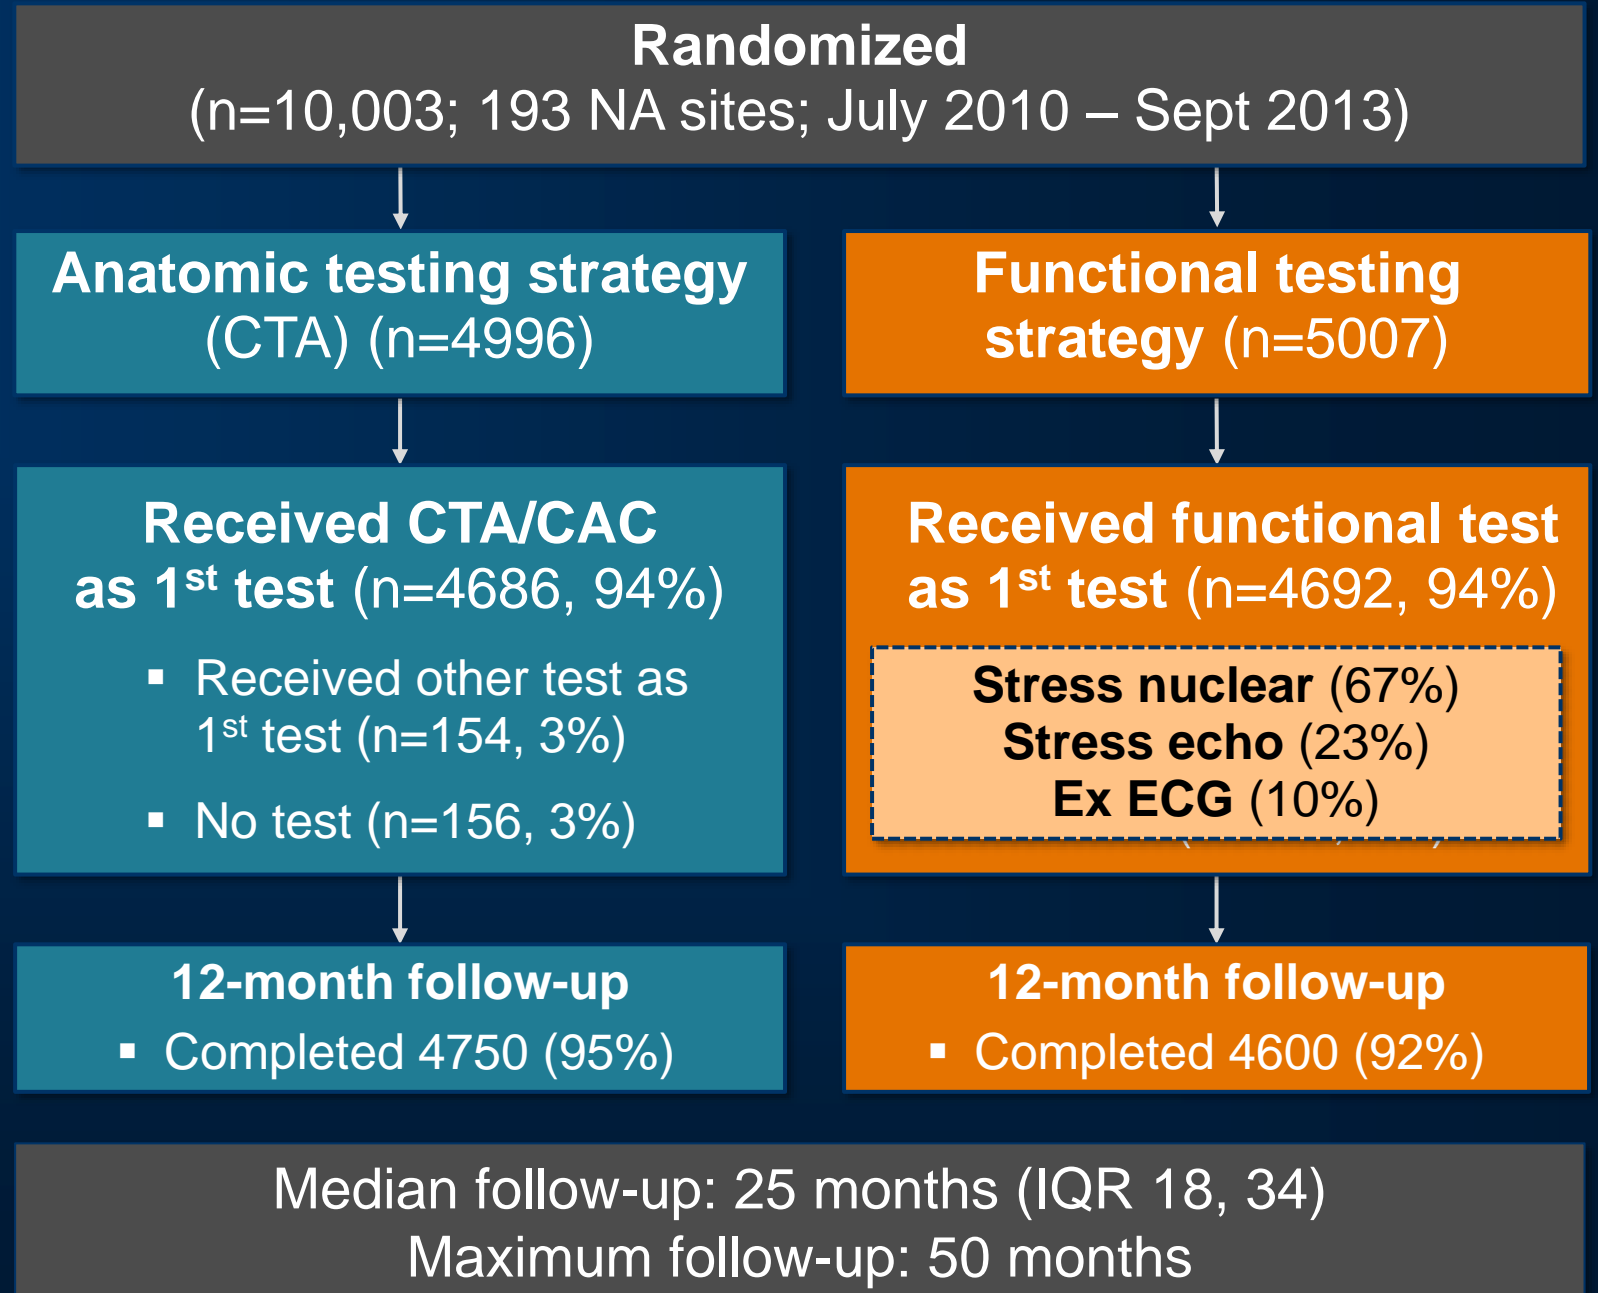 Randomized
(n=10,003; 193 NA sites; July 2010 – Sept 2013)
Anatomic testing strategy
(CTA) (n=4996)
Functional testing
strategy (n=5007)
Received CTA/CAC
as 1st test (n=4686, 94%)
▪ Received other test as
1st test (n=154, 3%)
▪ No test (n=156, 3%)
Received functional test
as 1st test (n=4692, 94%)
Stress nuclear (67%)
Stress echo (23%)
Ex ECG (10%)
12-month follow-up
▪ Completed 4750 (95%)
12-month follow-up
▪ Completed 4600 (92%)
Median follow-up: 25 months (IQR 18, 34)
Maximum follow-up: 50 months